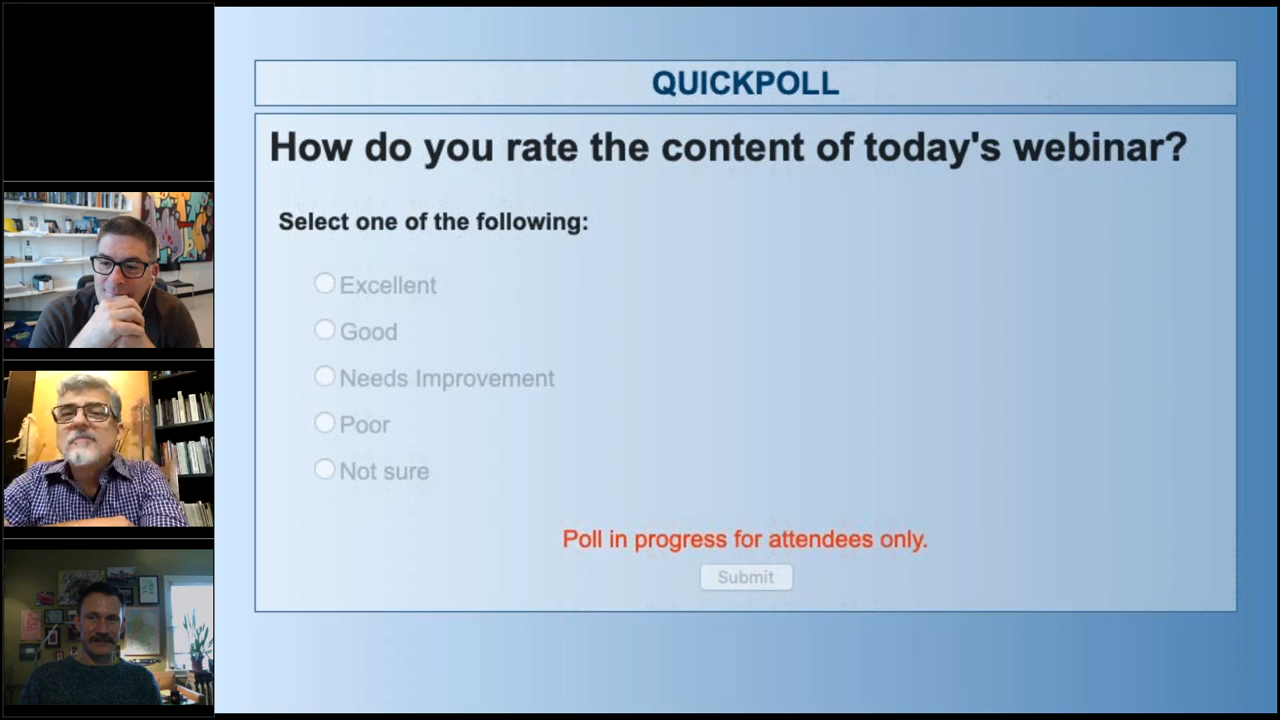 QUICKPOLL
How do you rate the content of today's webinar?
Select one of the following:
Excellent
Good
Needs Improvement
Poor
Not sure
Poll in progress for attendees only.
Submit